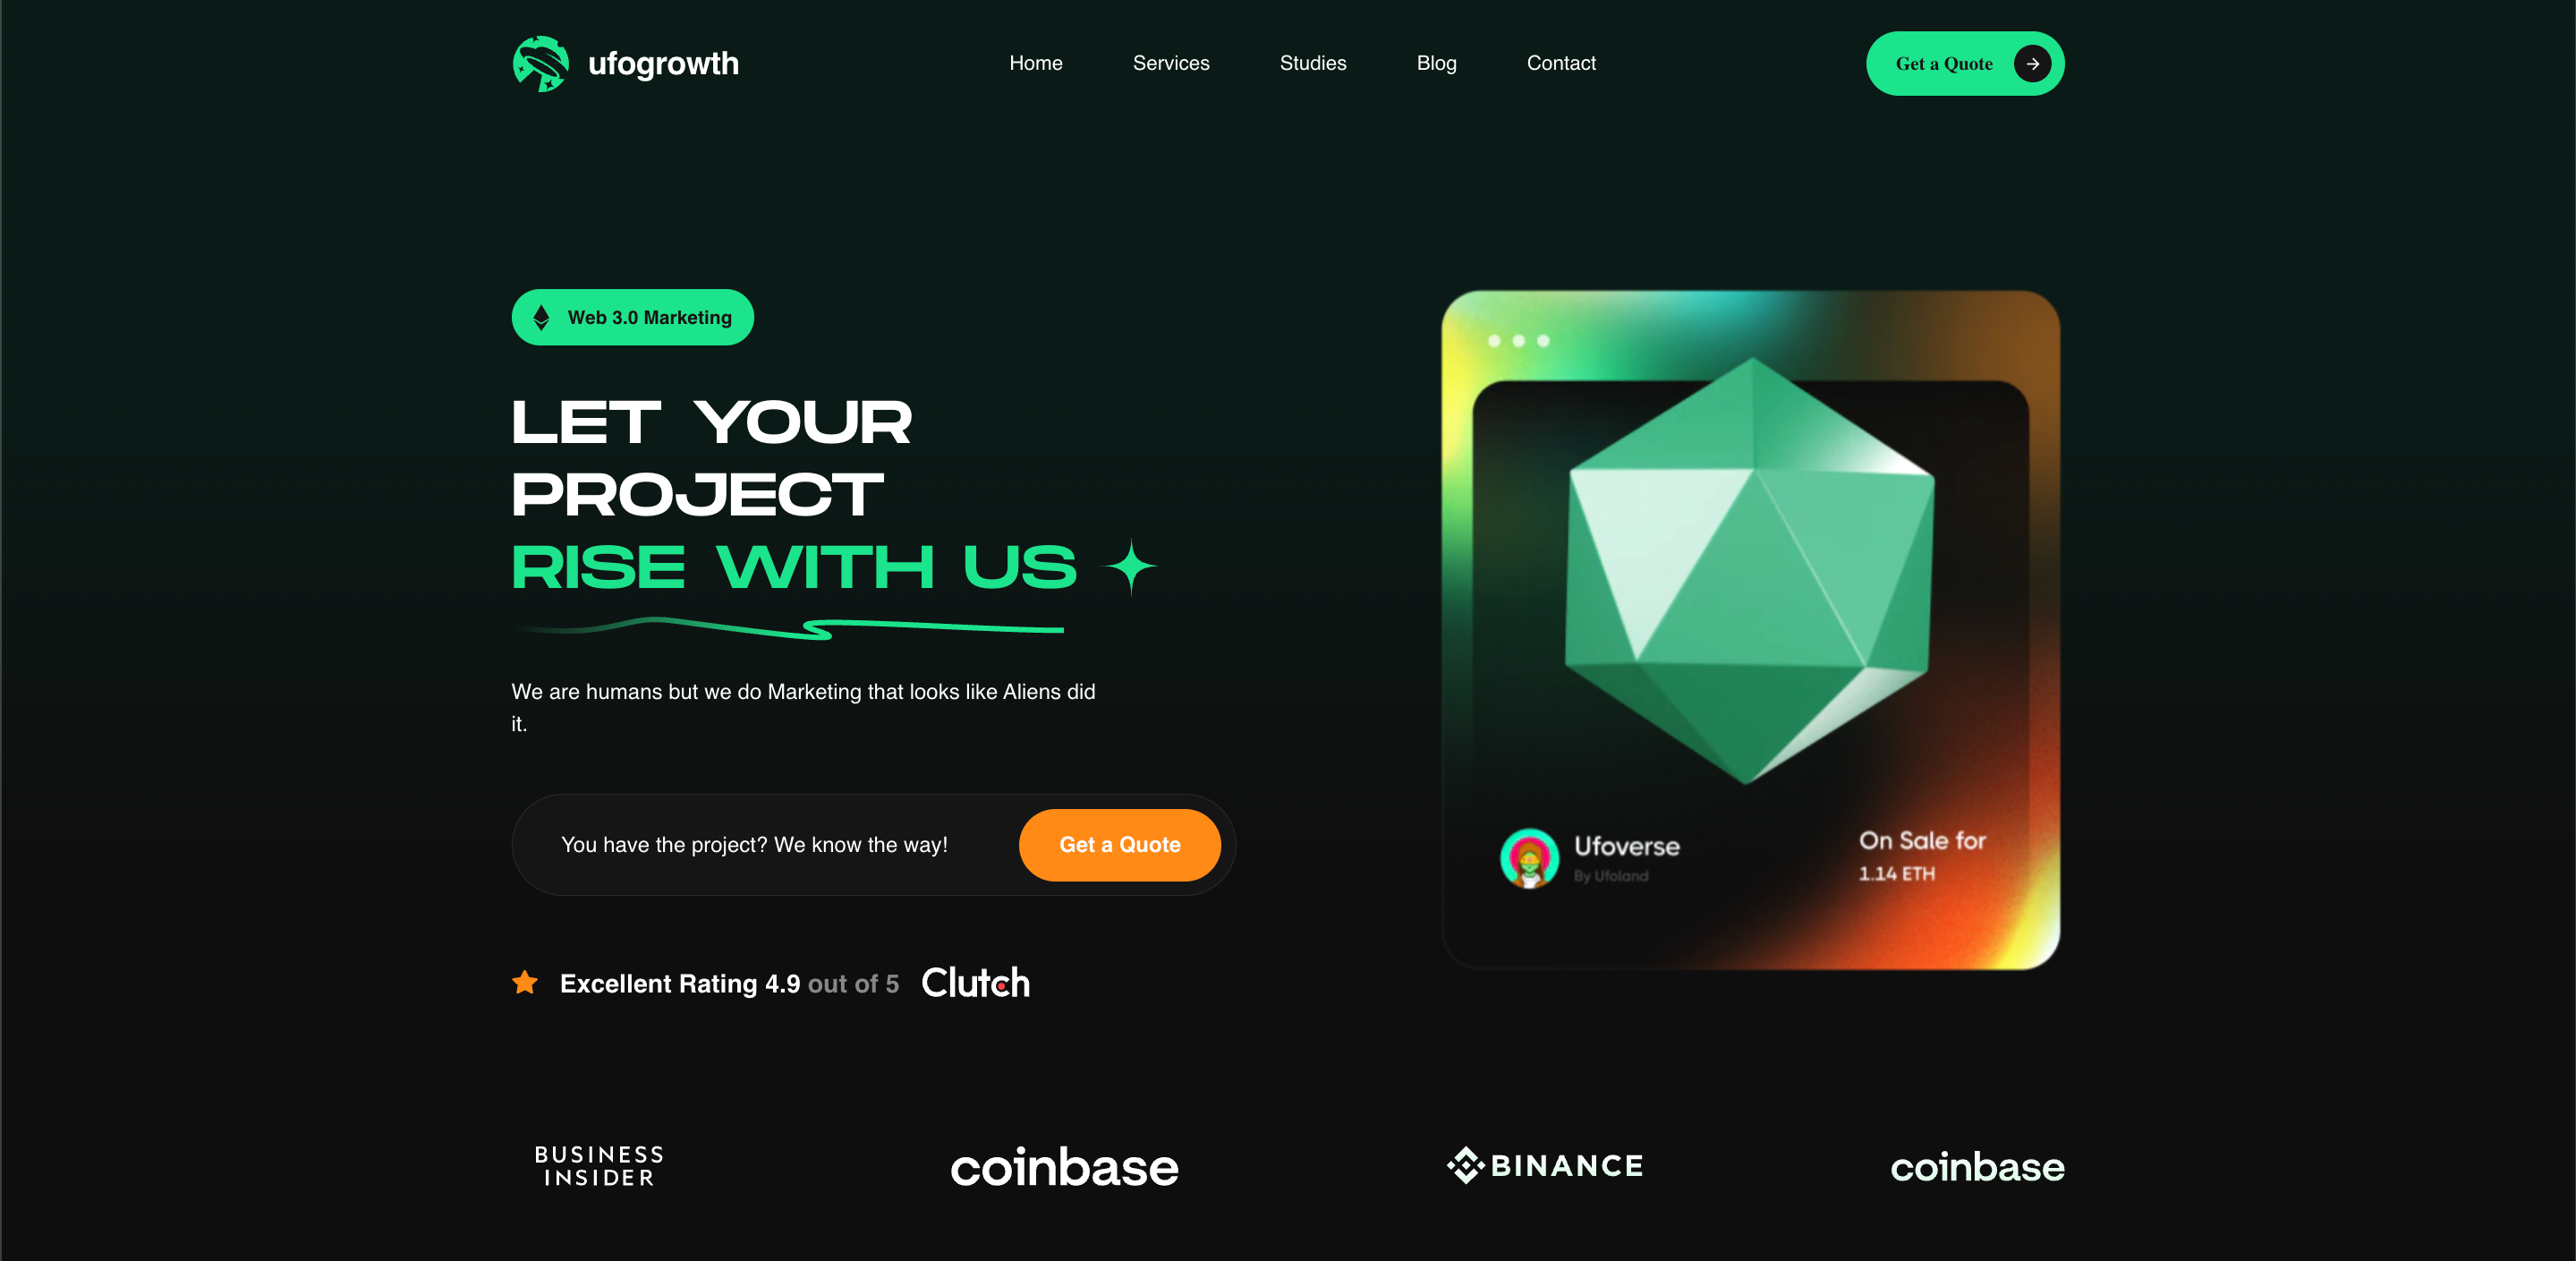 ufogrowth
Home
Services
Studies
Blog
Contact
Get a Quote
Web 3.0 Marketing
LET YOUR
PROJECT
RISE WITH US
We are humans but we do Marketing that looks like Aliens did
it.
You have the project? We know the way!
Get a Quote
Excellent Rating 4.9 out of 5
Clutch
Ufoverse
By Ufoland
On Sale for
1.14 ETH
BUSINESS
INSIDER
coinbase
BINANCE
coinbase